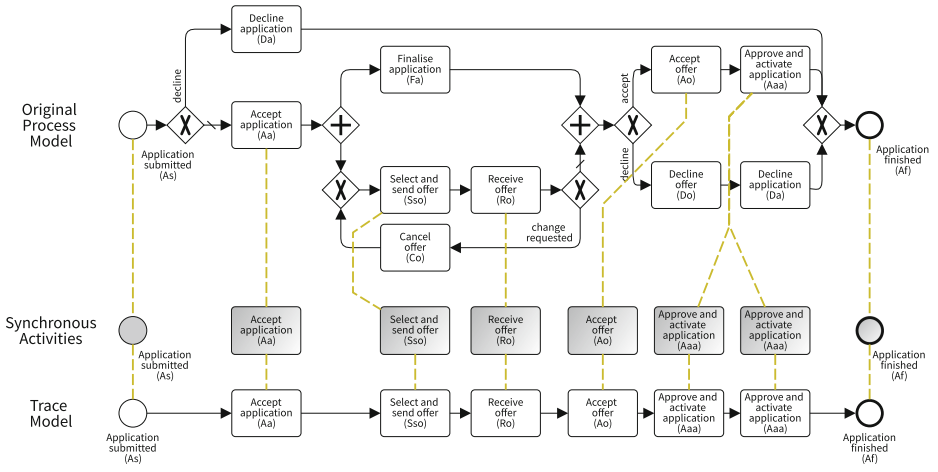 Original
Process
Model
Application
submitted
(As)
decline
Decline
application
(Da)
Accept
application
(Aa)
Finalise
application
(Fa)
Select and
send offer
(Sso)
Receive
offer
(Ro)
Cancel
offer
(Co)
change
requested
accept
decline
Accept
offer
(Ao)
Approve and
activate
application
(Aaa)
Decline
offer
(Do)
Decline
application
(Da)
Application
finished
(Af)
Synchronous
Activities
Application
submitted
(As)
Accept
application
(Aa)
Select and
send offer
(Sso)
Receive
offer
(Ro)
Accept
offer
(Ao)
Approve and
activate
application
(Aaa)
Approve and
activate
application
(Aaa)
Application
finished
(Af)
Trace
Model
Application
submitted
(As)
Accept
application
(Aa)
Select and
send offer
(Sso)
Receive
offer
(Ro)
Accept
offer
(Ao)
Approve and
activate
application
(Aaa)
Approve and
activate
application
(Aaa)
Application
finished
(Af)